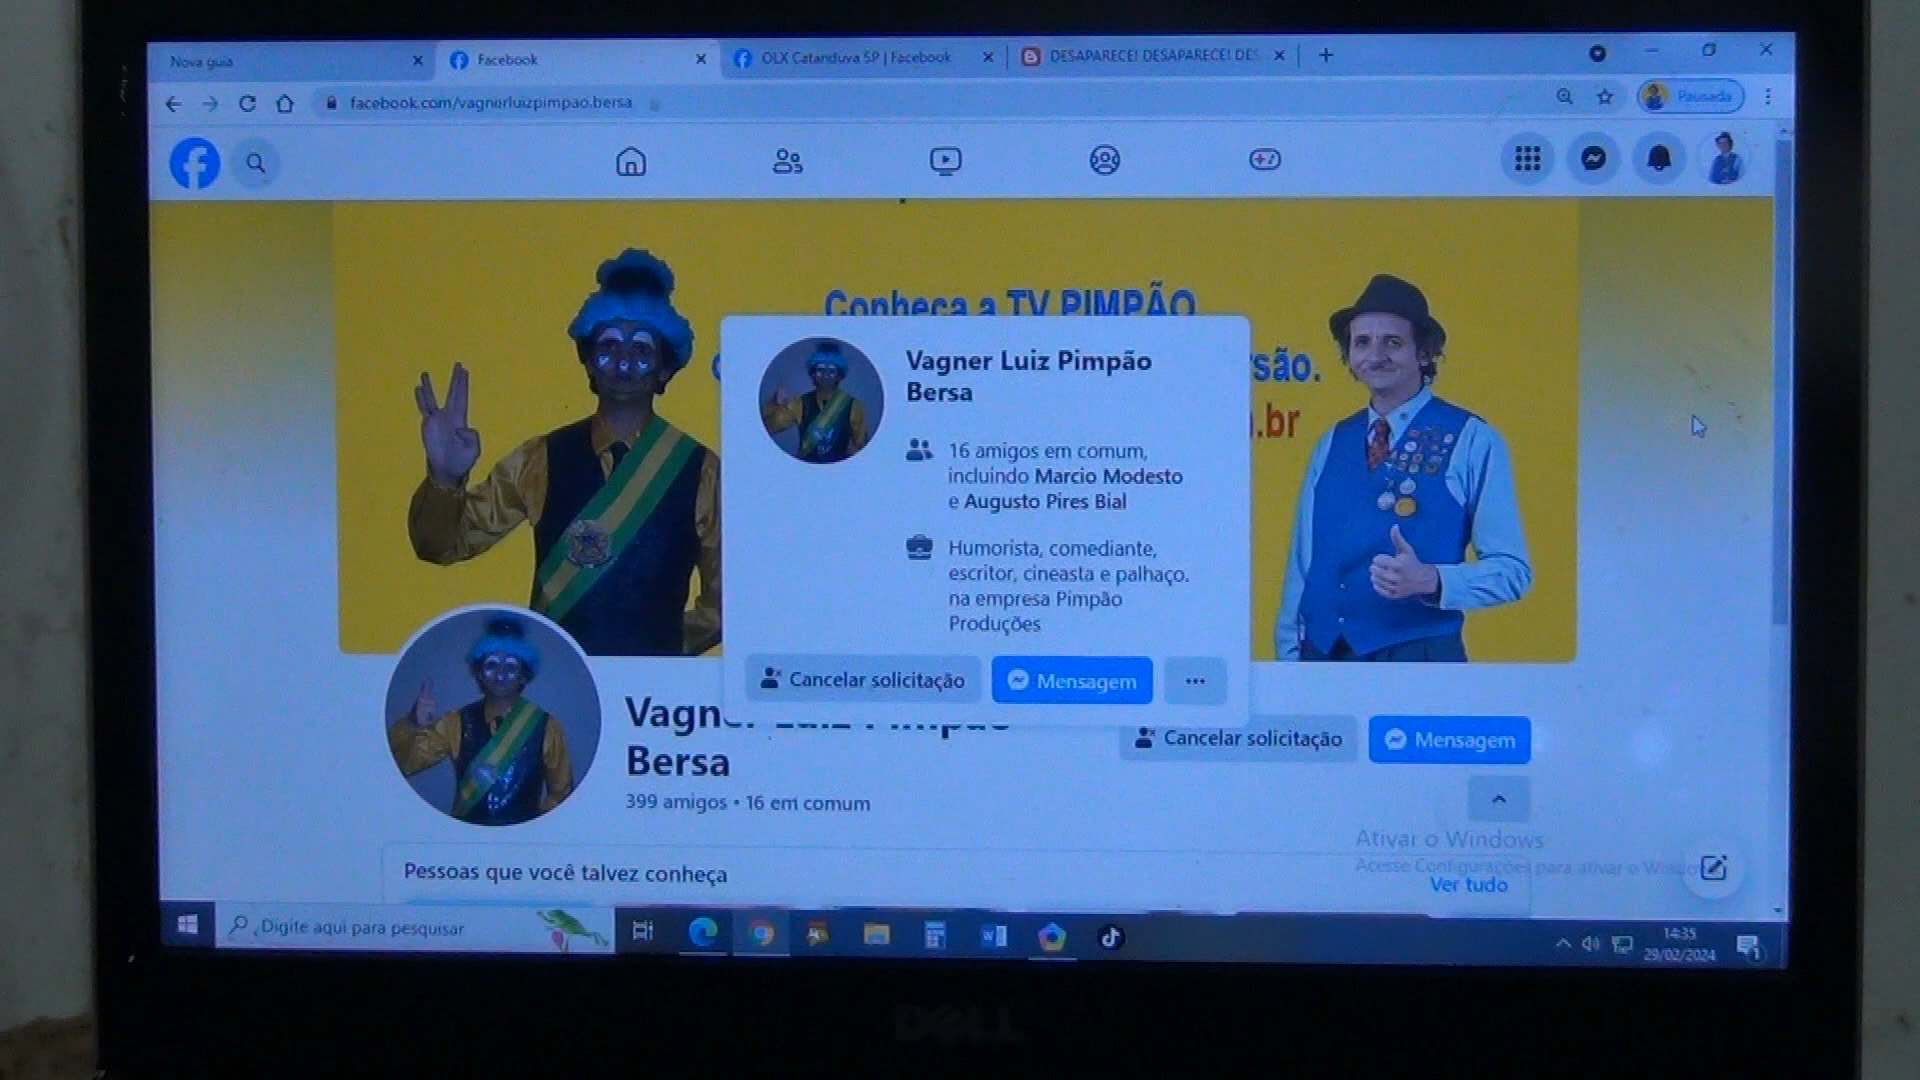 Nova guia
Facebook
OLX Catanduva SP | Facebook
DESAPARECE! DESAPARECE! DES
facebook.com/vagnerluizpimpao.bersa
Pausada
Conheça a TV PIMPÃO
rsão.
.br
Vagner Luiz Pimpão
Bersa
16 amigos em comum,
incluindo Marcio Modesto
e Augusto Pires Bial
Humorista, comediante,
escritor, cineasta e palhaço.
na empresa Pimpão
Produções
Cancelar solicitação
Mensagem
Vagner Luiz Pimpão
Bersa
399 amigos • 16 em comum
Cancelar solicitação
Mensagem
Pessoas que você talvez conheça
Ativar o Windows
Acesse Configurações para ativar o Windo
Ver tudo
Digite aqui para pesquisar
14:35
29/02/2024
1
DELL